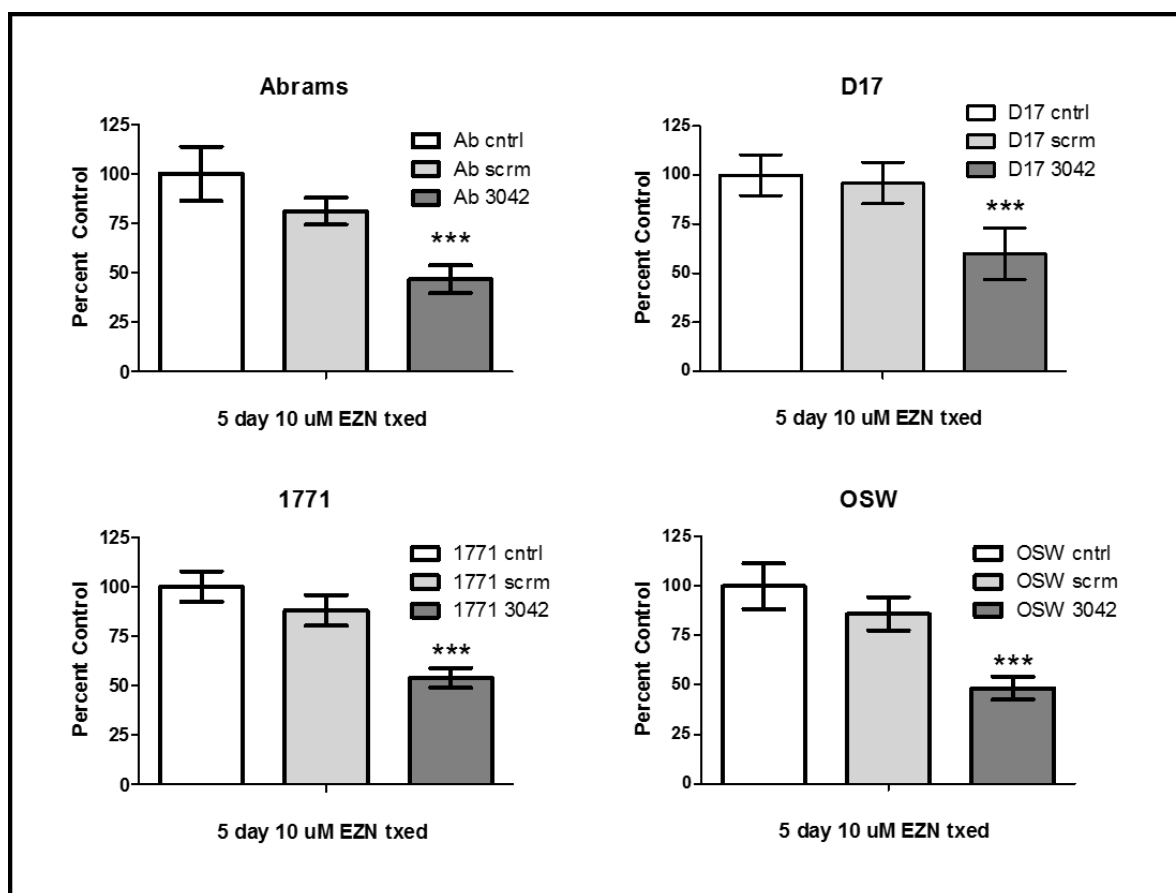 Abrams
125
100
75
50
25
0
Percent Control
Ab cntrl
Ab scrm
Ab 3042
***
5 day 10 uM EZN txed
D17
125
100
75
50
25
0
Percent Control
D17 cntrl
D17 scrm
D17 3042
***
5 day 10 uM EZN txed
1771
125
100
75
50
25
0
Percent Control
1771 cntrl
1771 scrm
1771 3042
***
5 day 10 uM EZN txed
OSW
125
100
75
50
25
0
Percent Control
OSW cntrl
OSW scrm
OSW 3042
***
5 day 10 uM EZN txed